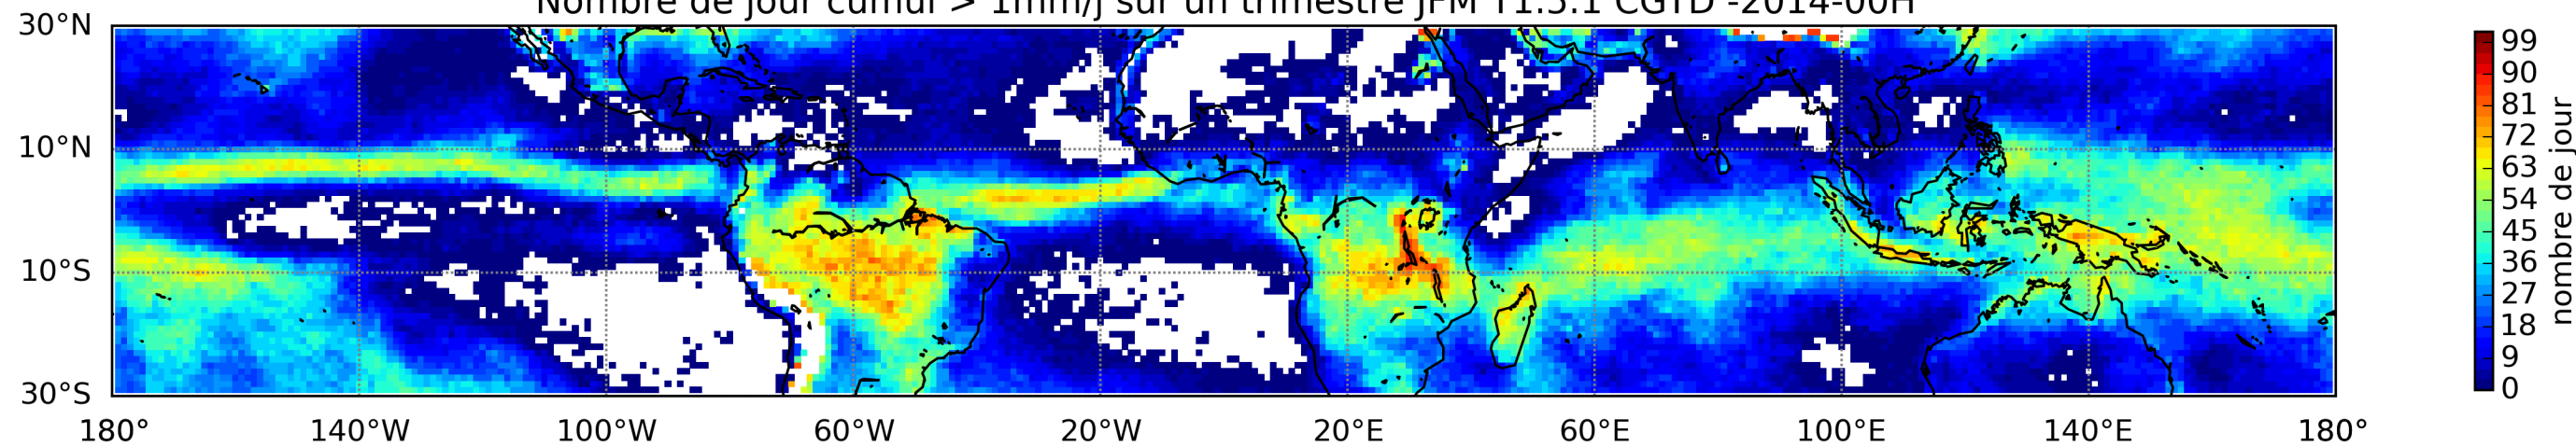 Nombre de jour cumul > 1mm/j sur un trimestre JFM T1.5.1 CGTD -2014-00H
30°N
10°N
10°S
30°S
180° 140°W 100°W 60°W 20°W 20°E 60°E 100°E 140°E 180°
99
90
81
72
63
54
45
36
27
18
9
0
nombre de jour